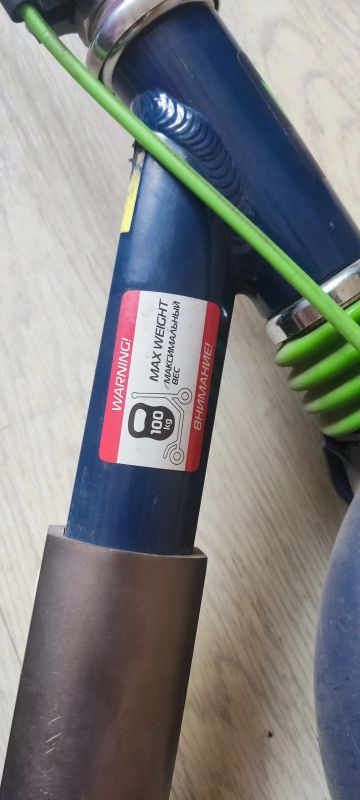 WARNING!
MAX WEIGHT
МАКСИМАЛЬНЫЙ
ВЕС
100
kg
ВНИМАНИЕ!